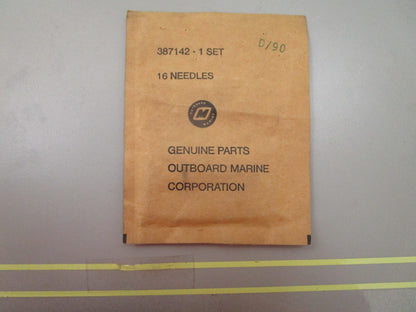 387142 - 1 SET
D/90
16 NEEDLES
GENUINE PARTS
OUTBOARD MARINE
CORPORATION